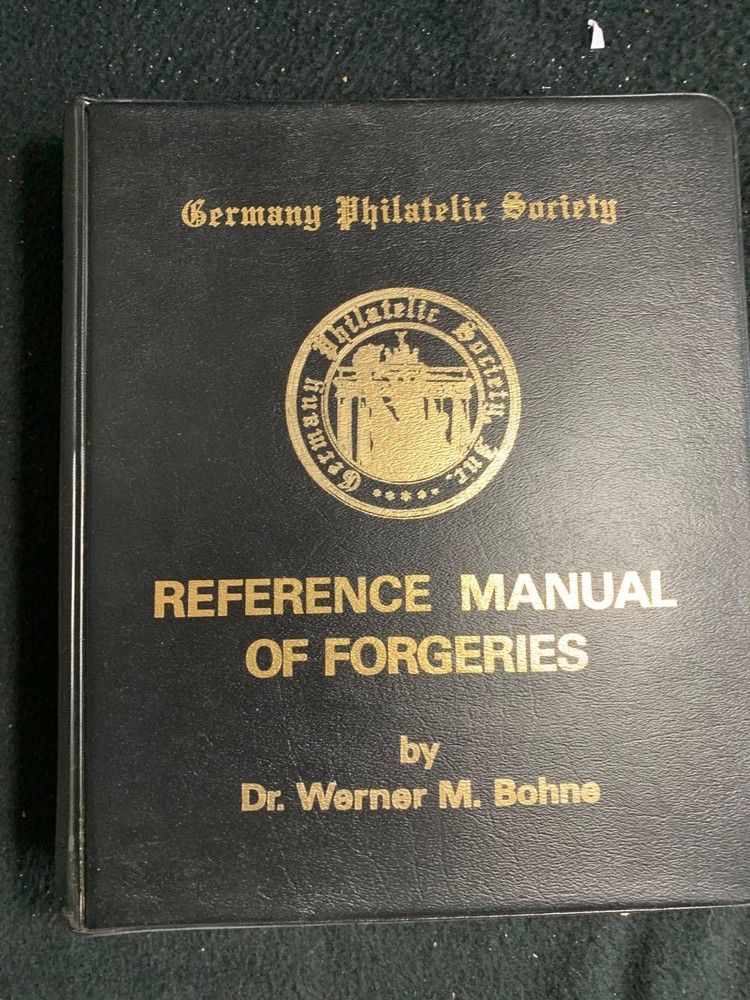 Germany Philatelic Society
Germany Philatelic Society, Inc.
REFERENCE MANUAL
OF FORGERIES
by
Dr. Werner M. Bohne